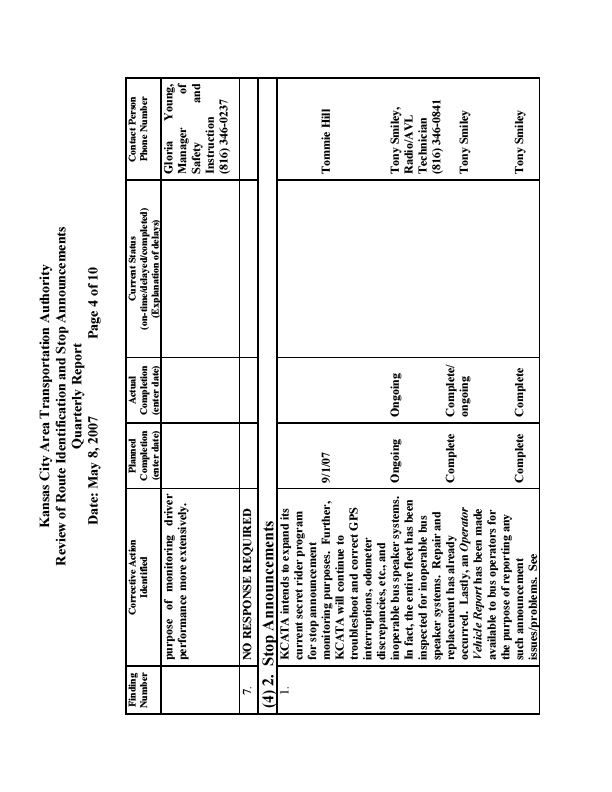 Kansas City Area Transportation Authority
Review of Route Identification and Stop Announcements
Quarterly Report
Date: May 8, 2007 Page 4 of 10
Finding
Number
Corrective Action
Identified
Planned
Completion
(enter date)
Actual
Completion
(enter date)
Current Status
(on-time/delayed/completed)
(Explanation of delays)
Contact Person
Phone Number
purpose of monitoring driver
performance more extensively.
Gloria Young,
Manager of
Safety and
Instruction
(816) 346-0237
7. NO RESPONSE REQUIRED
(4) 2. Stop Announcements
1.
KCATA intends to expand its
current secret rider program
for stop announcement
monitoring purposes. Further,
KCATA will continue to
troubleshoot and correct GPS
interruptions, odometer
discrepancies, etc., and
inoperable bus speaker systems.
In fact, the entire fleet has been
inspected for inoperable bus
speaker systems. Repair and
replacement has already
occurred. Lastly, an Operator
Vehicle Report has been made
available to bus operators for
the purpose of reporting any
such announcement
issues/problems. See
9/1/07
Ongoing
Complete
Complete
Ongoing
Complete/
ongoing
Complete
Tommie Hill
Tony Smiley,
Radio/AVL
Technician
(816) 346-0841
Tony Smiley
Tony Smiley